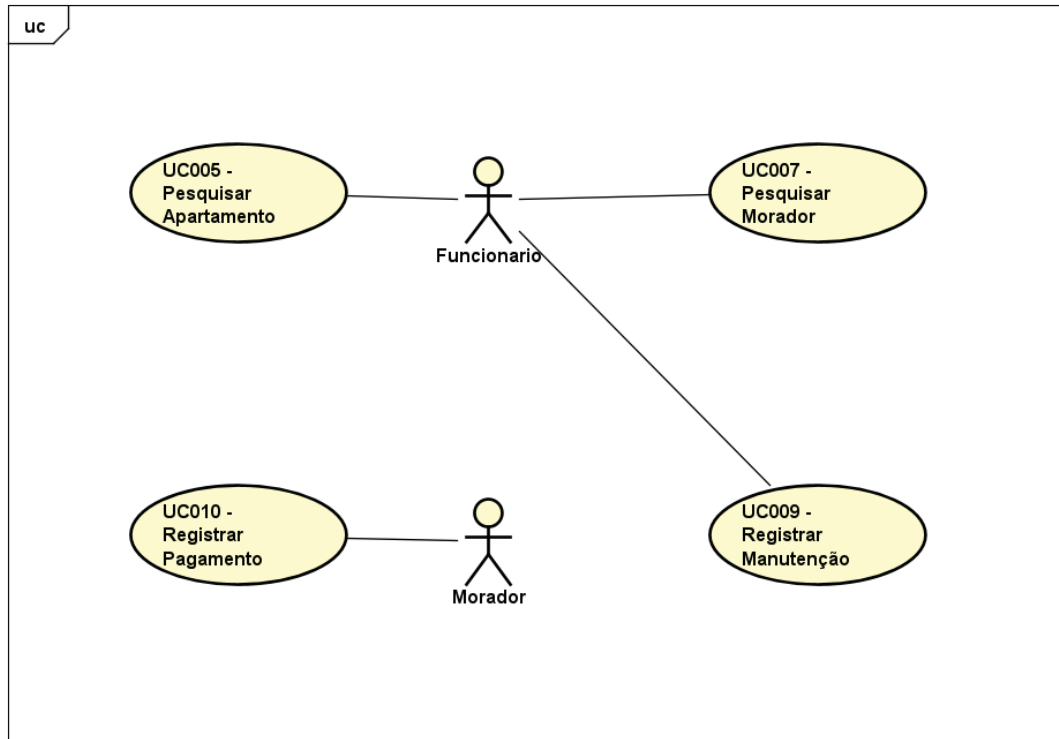 uc
UC005 -
Pesquisar
Apartamento
Funcionario
UC007 -
Pesquisar
Morador
UC010 -
Registrar
Pagamento
Morador
UC009 -
Registrar
Manutenção